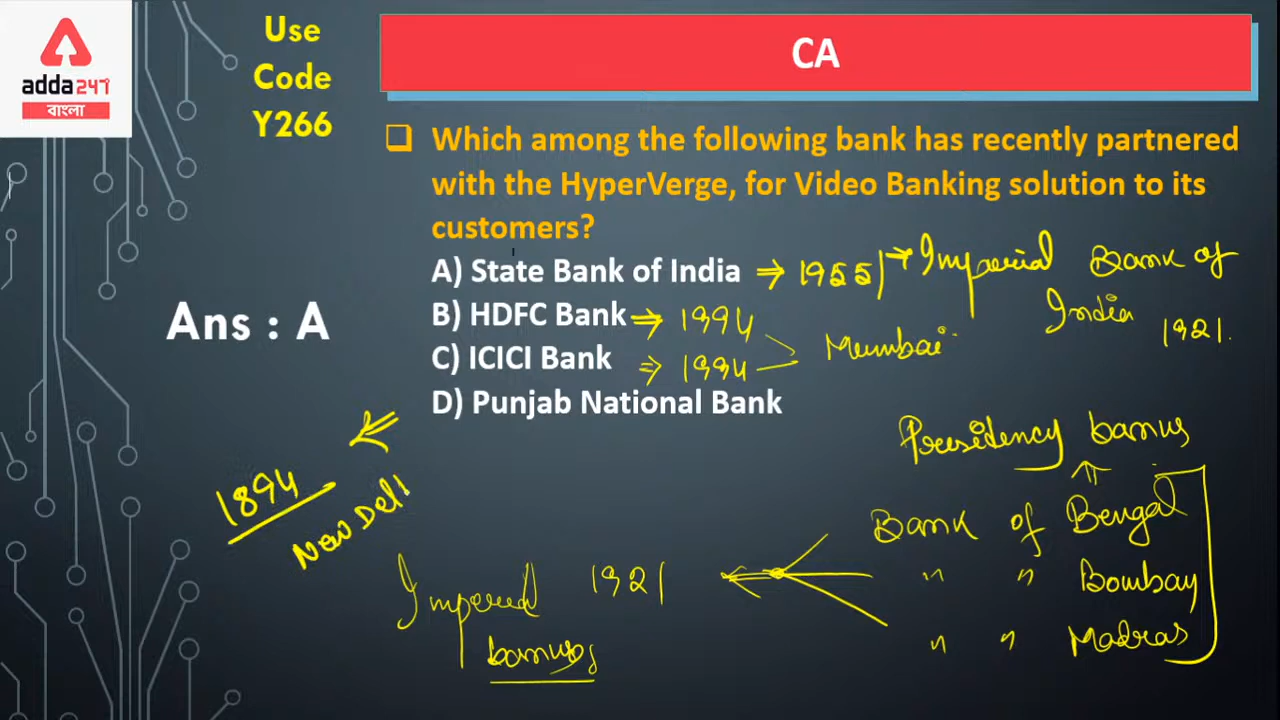 adda247
বাংলা
Use
Code
Y266
CA
Which among the following bank has recently partnered
with the HyperVerge, for Video Banking solution to its
customers?
A) State Bank of India ⇒ 1955 → Imperial Bank of
India 1921.
B) HDFC Bank ⇒ 1994
Mumbai
C) ICICI Bank ⇒ 1994
D) Punjab National Bank
Ans : A
1894
New Delhi
Presidency banks
Bank of Bengal
" " Bombay
" " Madras
Imperial 1921